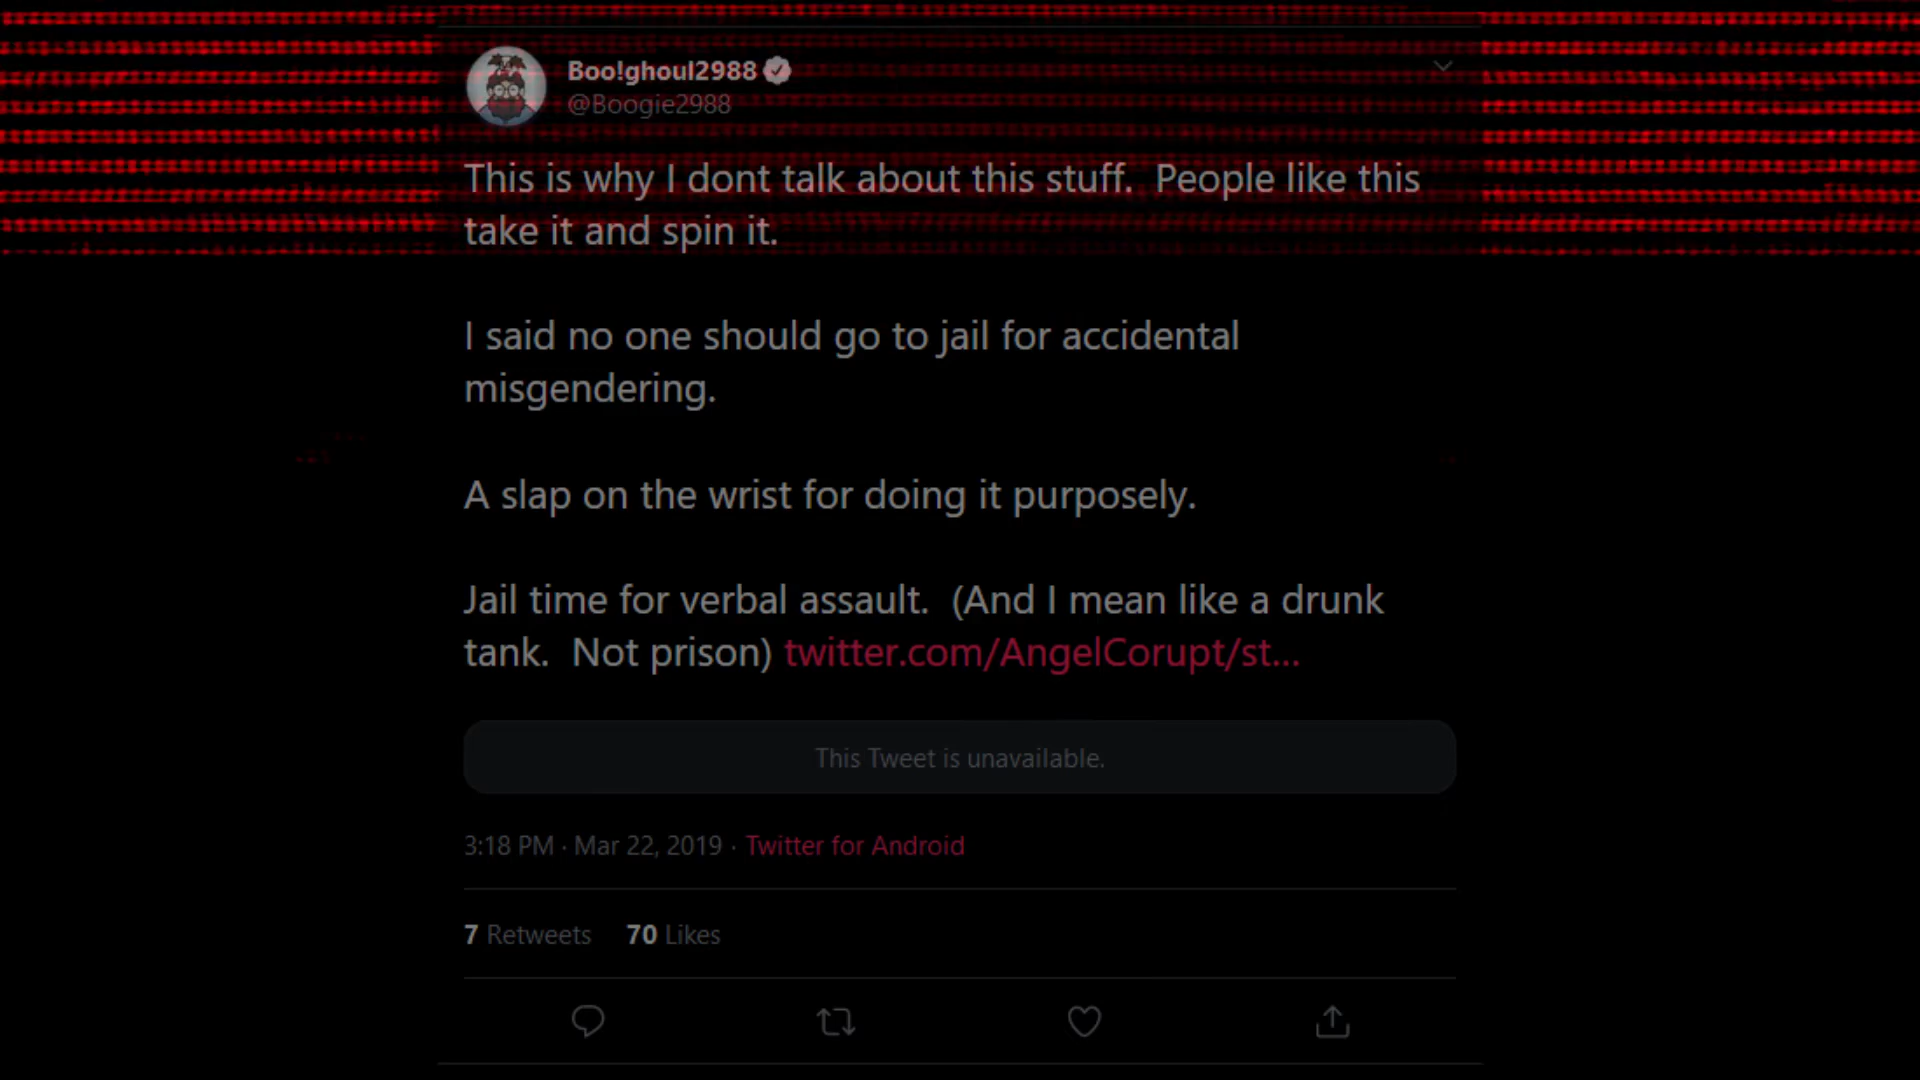 Boo!ghoul2988
@Boogie2988
This is why I dont talk about this stuff.  People like this
take it and spin it.
I said no one should go to jail for accidental
misgendering.
A slap on the wrist for doing it purposely.
Jail time for verbal assault.  (And I mean like a drunk
tank.  Not prison) twitter.com/AngelCorupt/st...
This Tweet is unavailable.
3:18 PM · Mar 22, 2019 · Twitter for Android
7 Retweets 70 Likes